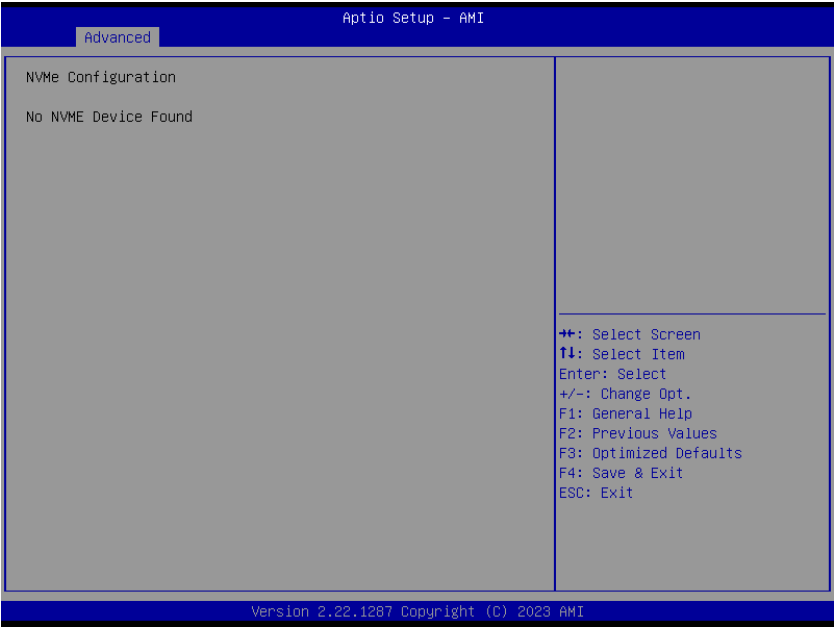 Aptio Setup – AMI
Advanced
NVMe Configuration
No NVME Device Found
→←: Select Screen
↑↓: Select Item
Enter: Select
+/-: Change Opt.
F1: General Help
F2: Previous Values
F3: Optimized Defaults
F4: Save & Exit
ESC: Exit
Version 2.22.1287 Copyright (C) 2023 AMI